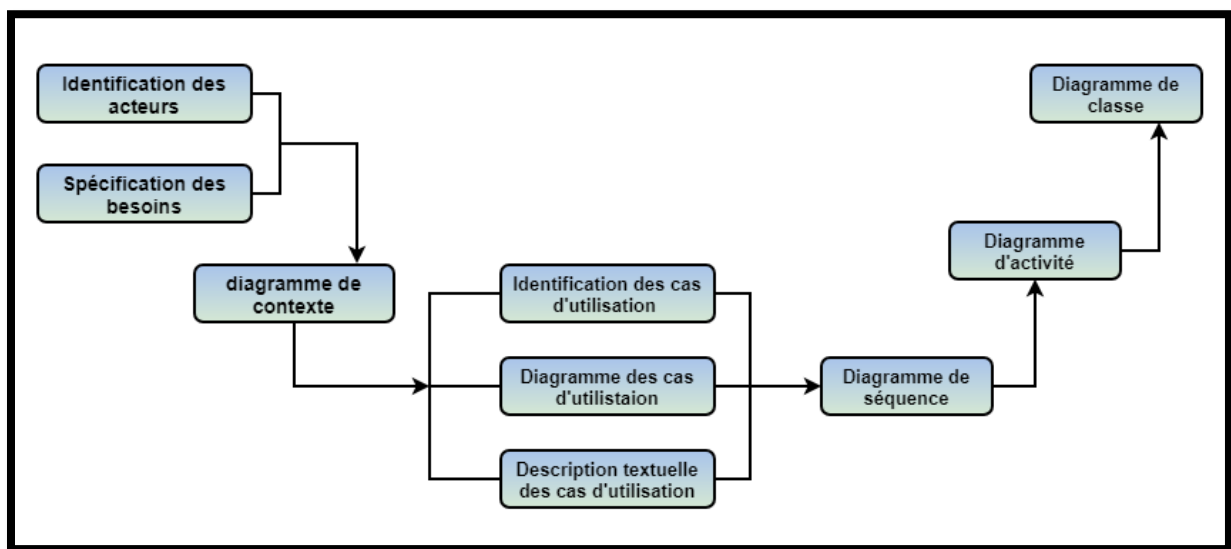 Identification des
acteurs
Spécification des
besoins
diagramme de
contexte
Identification des cas
d'utilisation
Diagramme des cas
d'utilistaion
Description textuelle
des cas d'utilisation
Diagramme de
séquence
Diagramme
d'activité
Diagramme de
classe